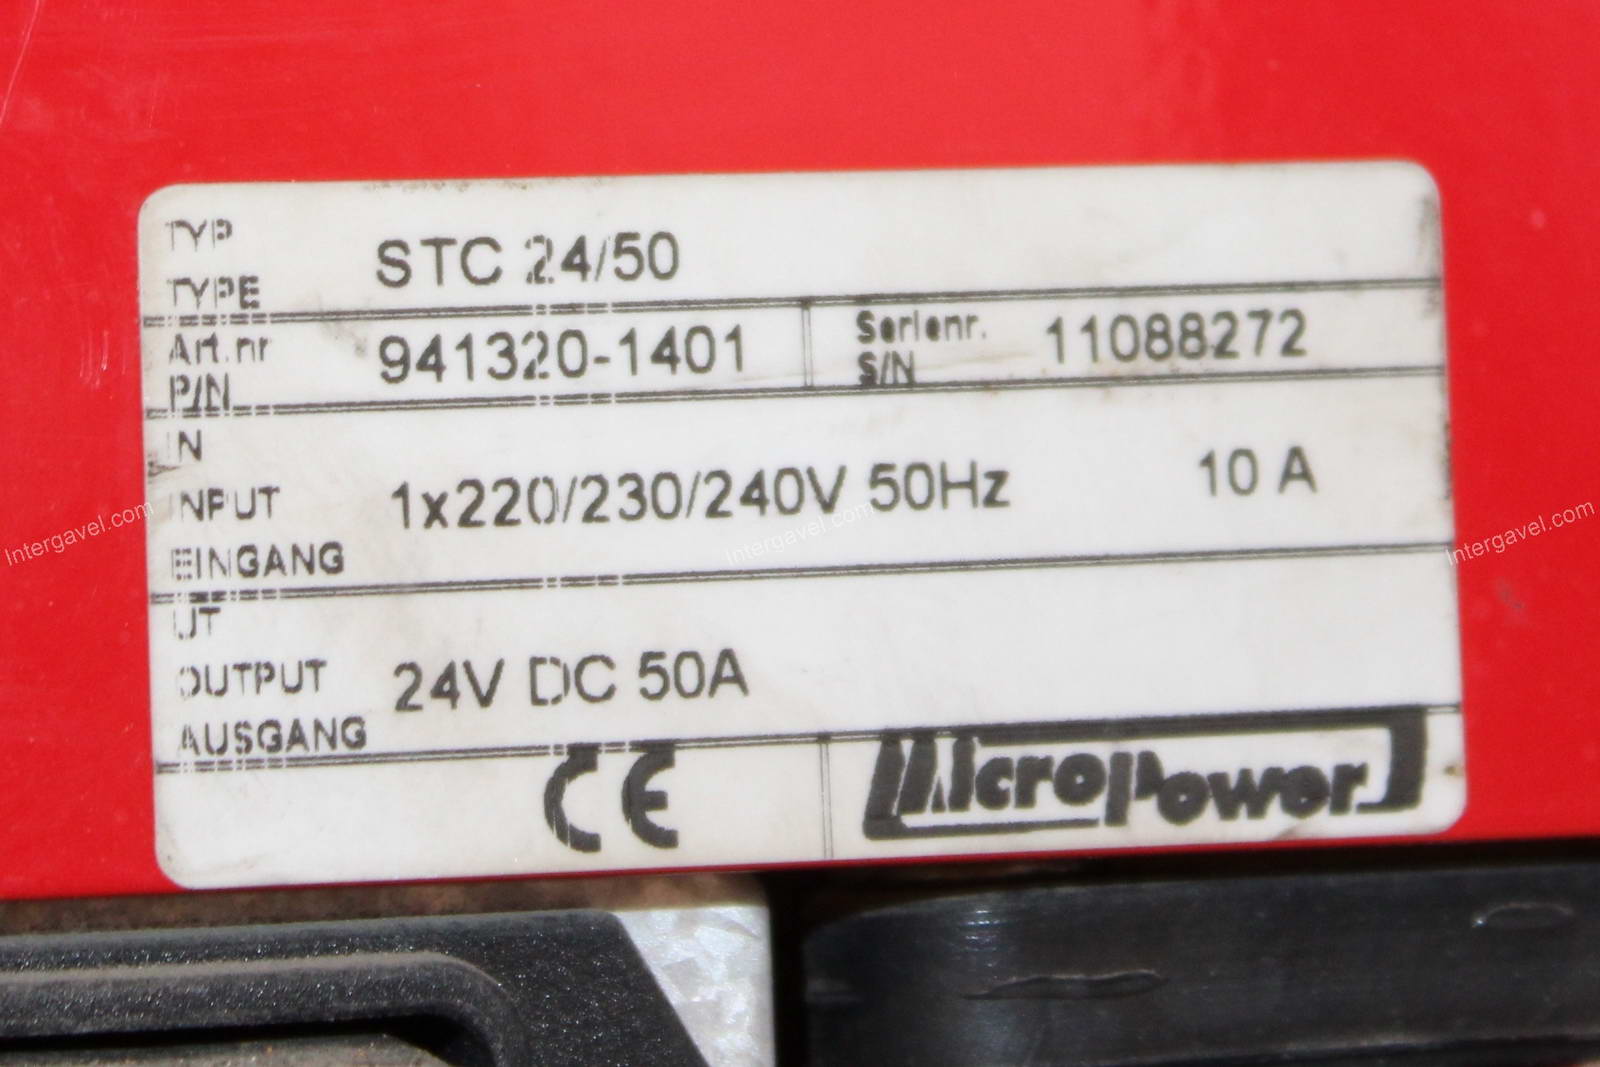 TYP
TYPE STC 24/50
Art.nr
P/N 941320-1401 Serienr.
S/N 11088272
IN
INPUT 1x220/230/240V 50Hz 10 A
EINGANG
UT
OUTPUT 24V DC 50A
AUSGANG
CE MicroPower
Intergavel.com Intergavel.com Intergavel.com